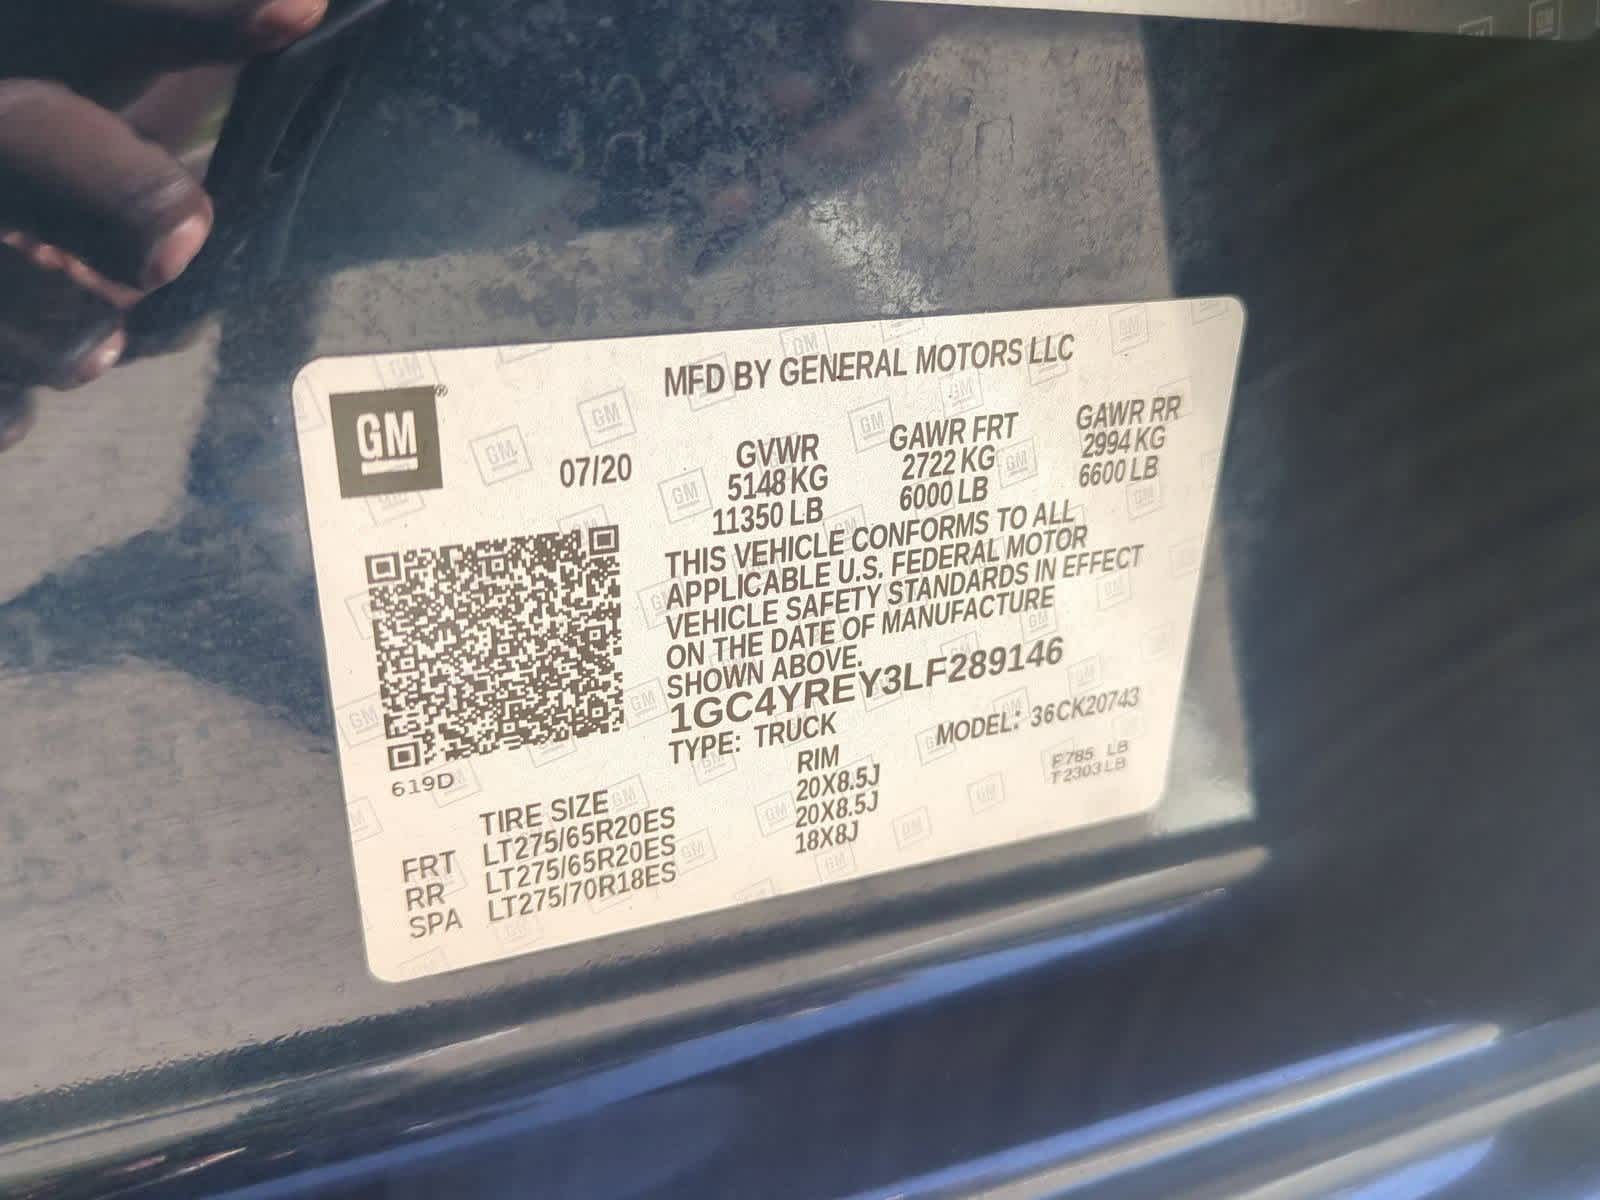 MFD BY GENERAL MOTORS LLC
GM ®
07/20
GVWR GAWR FRT GAWR RR
5148 KG 2722 KG 2994 KG
11350 LB 6000 LB 6600 LB
THIS VEHICLE CONFORMS TO ALL
APPLICABLE U.S. FEDERAL MOTOR
VEHICLE SAFETY STANDARDS IN EFFECT
ON THE DATE OF MANUFACTURE
SHOWN ABOVE.
1GC4YREY3LF289146
TYPE: TRUCK MODEL: 36CK20743
619D
F 785 LB
T 2303 LB
TIRE SIZE RIM
FRT LT275/65R20ES 20X8.5J
RR LT275/65R20ES 20X8.5J
SPA LT275/70R18ES 18X8J